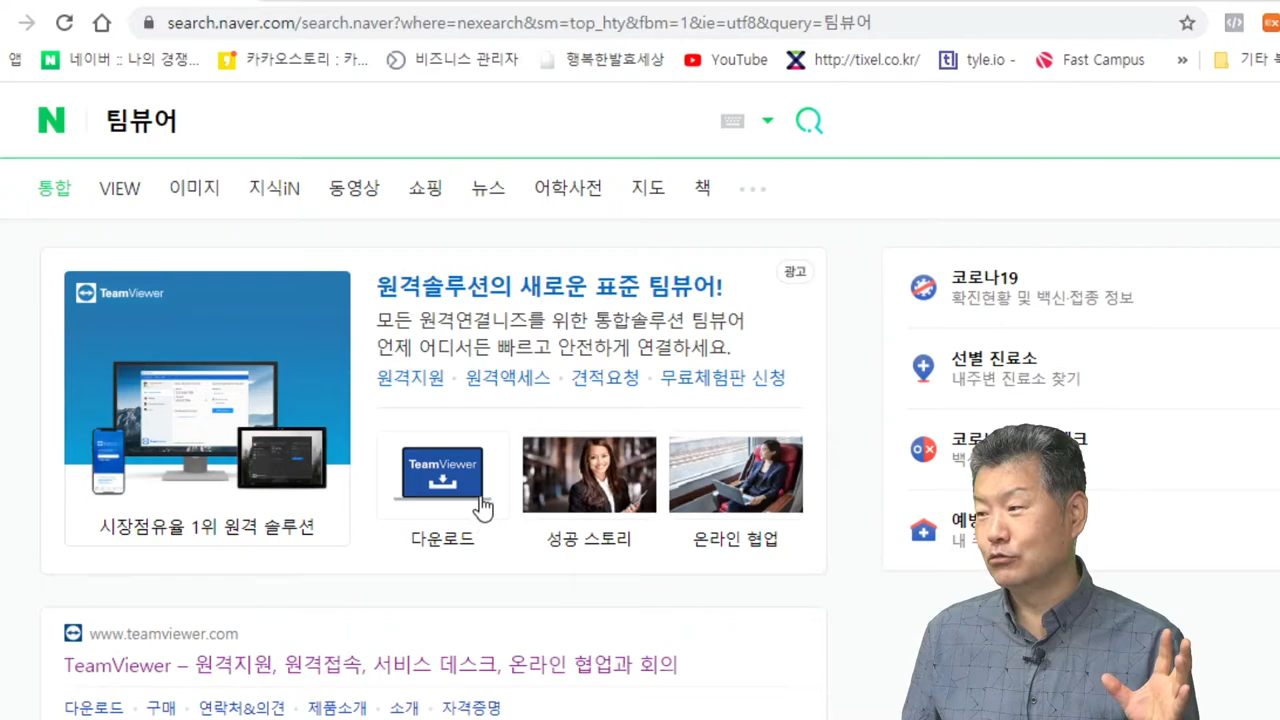 search.naver.com/search.naver?where=nexearch&sm=top_hty&fbm=1&ie=utf8&query=팀뷰어
앱 네이버 :: 나의 경쟁... 카카오스토리 : 카... 비즈니스 관리자 행복한발효세상 YouTube http://tixel.co.kr/ tyle.io - Fast Campus » 기타
N 팀뷰어
통합 VIEW 이미지 지식iN 동영상 쇼핑 뉴스 어학사전 지도 책
TeamViewer
시장점유율 1위 원격 솔루션
원격솔루션의 새로운 표준 팀뷰어!
광고
모든 원격연결니즈를 위한 통합솔루션 팀뷰어
언제 어디서든 빠르고 안전하게 연결하세요.
원격지원 · 원격액세스 · 견적요청 · 무료체험판 신청
TeamViewer
다운로드 성공 스토리 온라인 협업
코로나19
확진현황 및 백신·접종 정보
선별 진료소
내주변 진료소 찾기
내
www.teamviewer.com
TeamViewer – 원격지원, 원격접속, 서비스 데스크, 온라인 협업과 회의
다운로드 · 구매 · 연락처&의견 · 제품소개 · 소개 · 자격증명